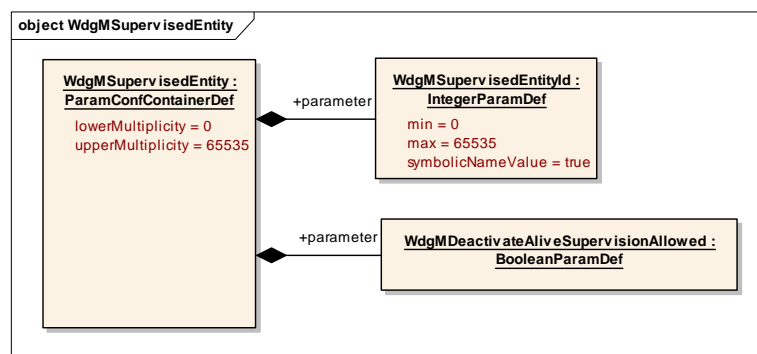 object WdgMSupervisedEntity
WdgMSupervisedEntity :
ParamConfContainerDef
lowerMultiplicity = 0
upperMultiplicity = 65535
+parameter
WdgMSupervisedEntityId :
IntegerParamDef
min = 0
max = 65535
symbolicNameValue = true
+parameter
WdgMDeactivateAliveSupervisionAllowed :
BooleanParamDef